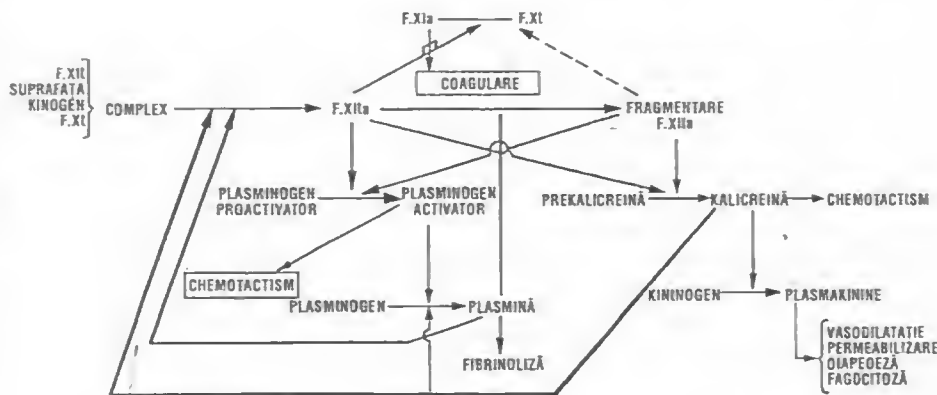 F.XIa F.XI
F.XII
SUPRAFATA
KINOGEN
F.XI
COMPLEX
F.XIIa
COAGULARE
FRAGMENTARE
F.XIIa
PLASMINOGEN
PROACTIVATOR
PLASMINOGEN
ACTIVATOR
PREKALICREINĂ
KALICREINĂ
CHEMOTACTISM
CHEMOTACTISM
PLASMINOGEN
PLASMINĂ
KININOGEN
PLASMAKININE
FIBRINOLIZĂ
VASODILATATIE
PERMEABILIZARE
DIAPEDEZĂ
FAGOCITOZĂ